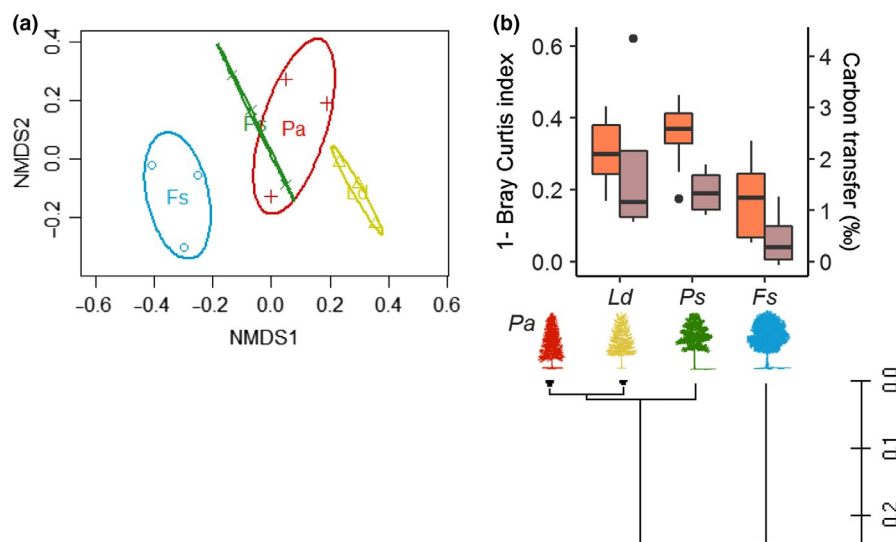 (a)
0.4
0.2
0.0
−0.2
NMDS2
Fs
Ps
Pa
Ld
−0.6 −0.4 −0.2 0.0 0.2 0.4 0.6
NMDS1
(b)
0.6
0.4
0.2
0.0
1- Bray Curtis index
4
3
2
1
0
Carbon transfer (‰)
Ld Ps Fs
Pa
0.0
0.1
0.2